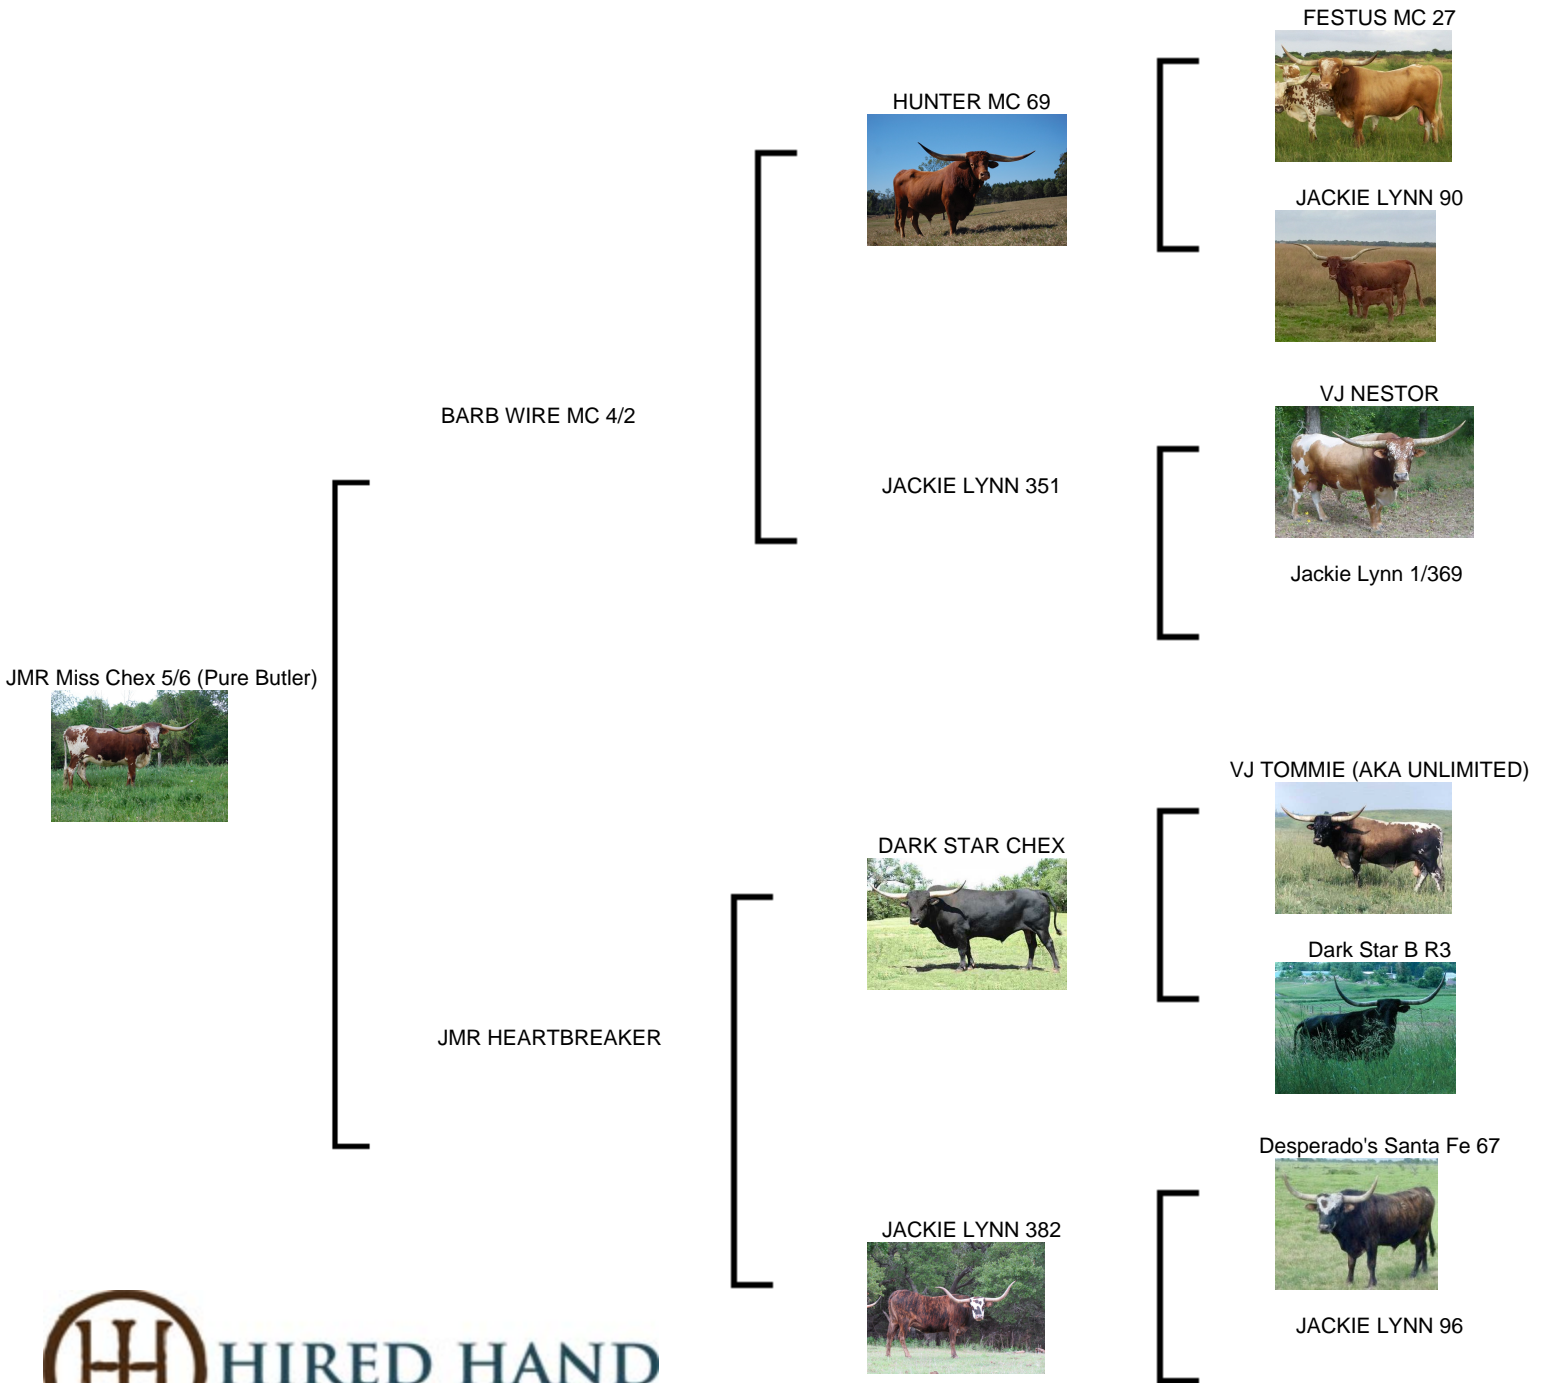 FESTUS MC 27
HUNTER MC 69
JACKIE LYNN 90
BARB WIRE MC 4/2
VJ NESTOR
JACKIE LYNN 351
Jackie Lynn 1/369
JMR Miss Chex 5/6 (Pure Butler)
VJ TOMMIE (AKA UNLIMITED)
DARK STAR CHEX
Dark Star B R3
JMR HEARTBREAKER
Desperado's Santa Fe 67
JACKIE LYNN 382
JACKIE LYNN 96
HIRED HAND